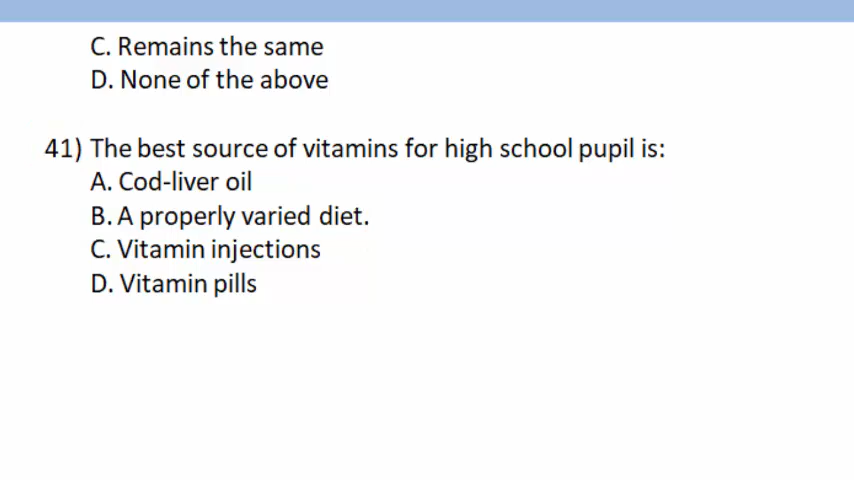 C. Remains the same
D. None of the above
41) The best source of vitamins for high school pupil is:
A. Cod-liver oil
B. A properly varied diet.
C. Vitamin injections
D. Vitamin pills